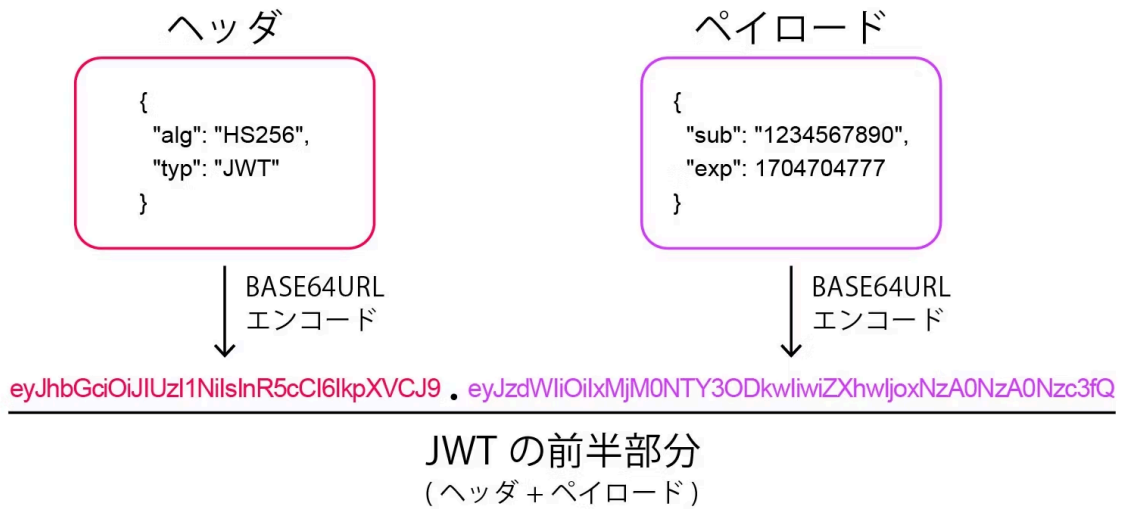 ヘッダ
{
"alg": "HS256",
"typ": "JWT"
}
BASE64URL
エンコード
ペイロード
{
"sub": "1234567890",
"exp": 1704704777
}
BASE64URL
エンコード
eyJhbGciOiJIUzI1NiIsInR5cCI6IkpXVCJ9 . eyJzdWIiOiIxMjM0NTY3ODkwIiwiZXhwIjoxNzA0NzA0Nzc3fQ
JWT の前半部分
( ヘッダ + ペイロード )